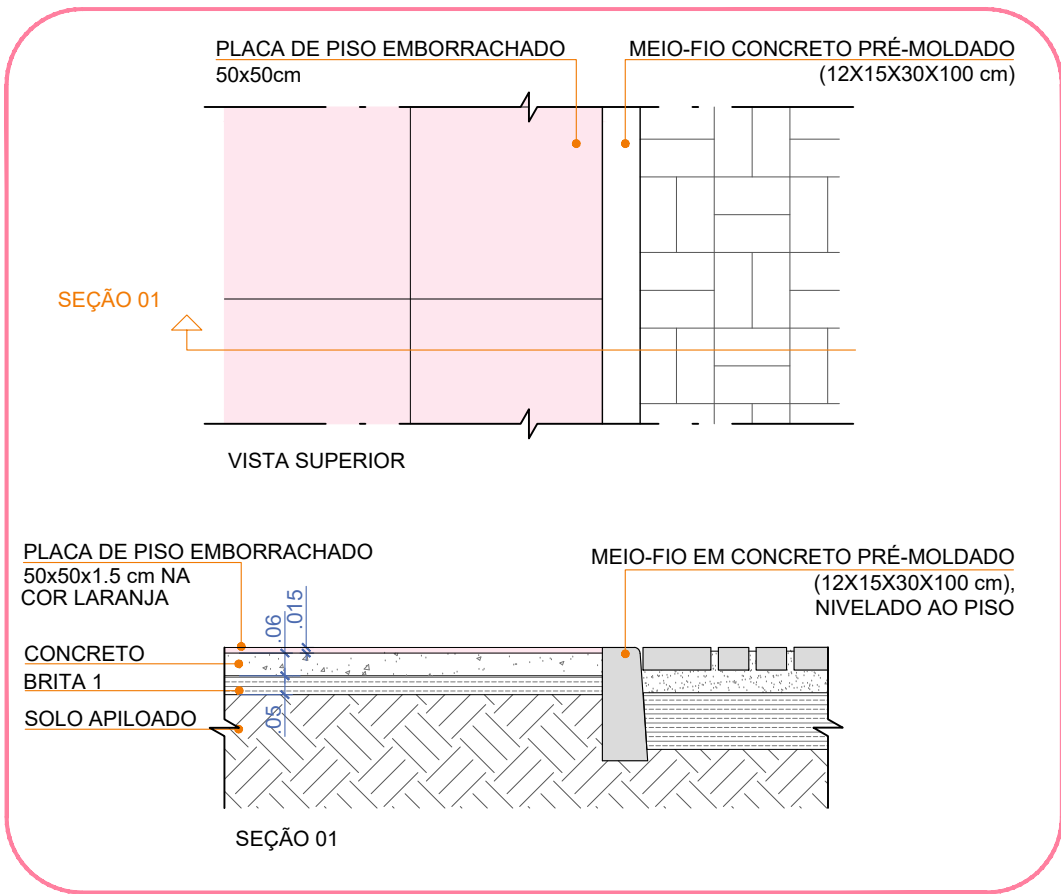 PLACA DE PISO EMBORRACHADO
50x50cm
MEIO-FIO CONCRETO PRÉ-MOLDADO
(12X15X30X100 cm)
SEÇÃO 01
VISTA SUPERIOR
PLACA DE PISO EMBORRACHADO
50x50x1.5 cm NA
COR LARANJA
MEIO-FIO EM CONCRETO PRÉ-MOLDADO
(12X15X30X100 cm),
NIVELADO AO PISO
.06
.015
CONCRETO
BRITA 1
.05
SOLO APILOADO
SEÇÃO 01